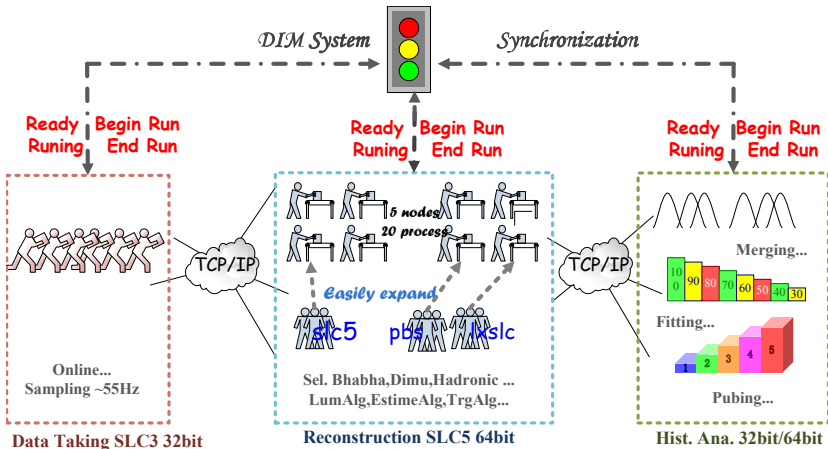 DIM System
Synchronization
Ready Begin Run
Runing End Run
Ready Begin Run
Runing End Run
Ready Begin Run
Runing End Run
5 nodes
20 process
TCP/IP
TCP/IP
Easily expand
slc5
pbs
lxslc
Online...
Sampling ~55Hz
Sel. Bhabha,Dimu,Hadronic ...
LumAlg,EstimeAlg,TrgAlg...
Merging...
10
0 90 80 70 60 50 40 30
Fitting...
1 2 3 4 5
Pubing...
Data Taking SLC3 32bit
Reconstruction SLC5 64bit
Hist. Ana. 32bit/64bit